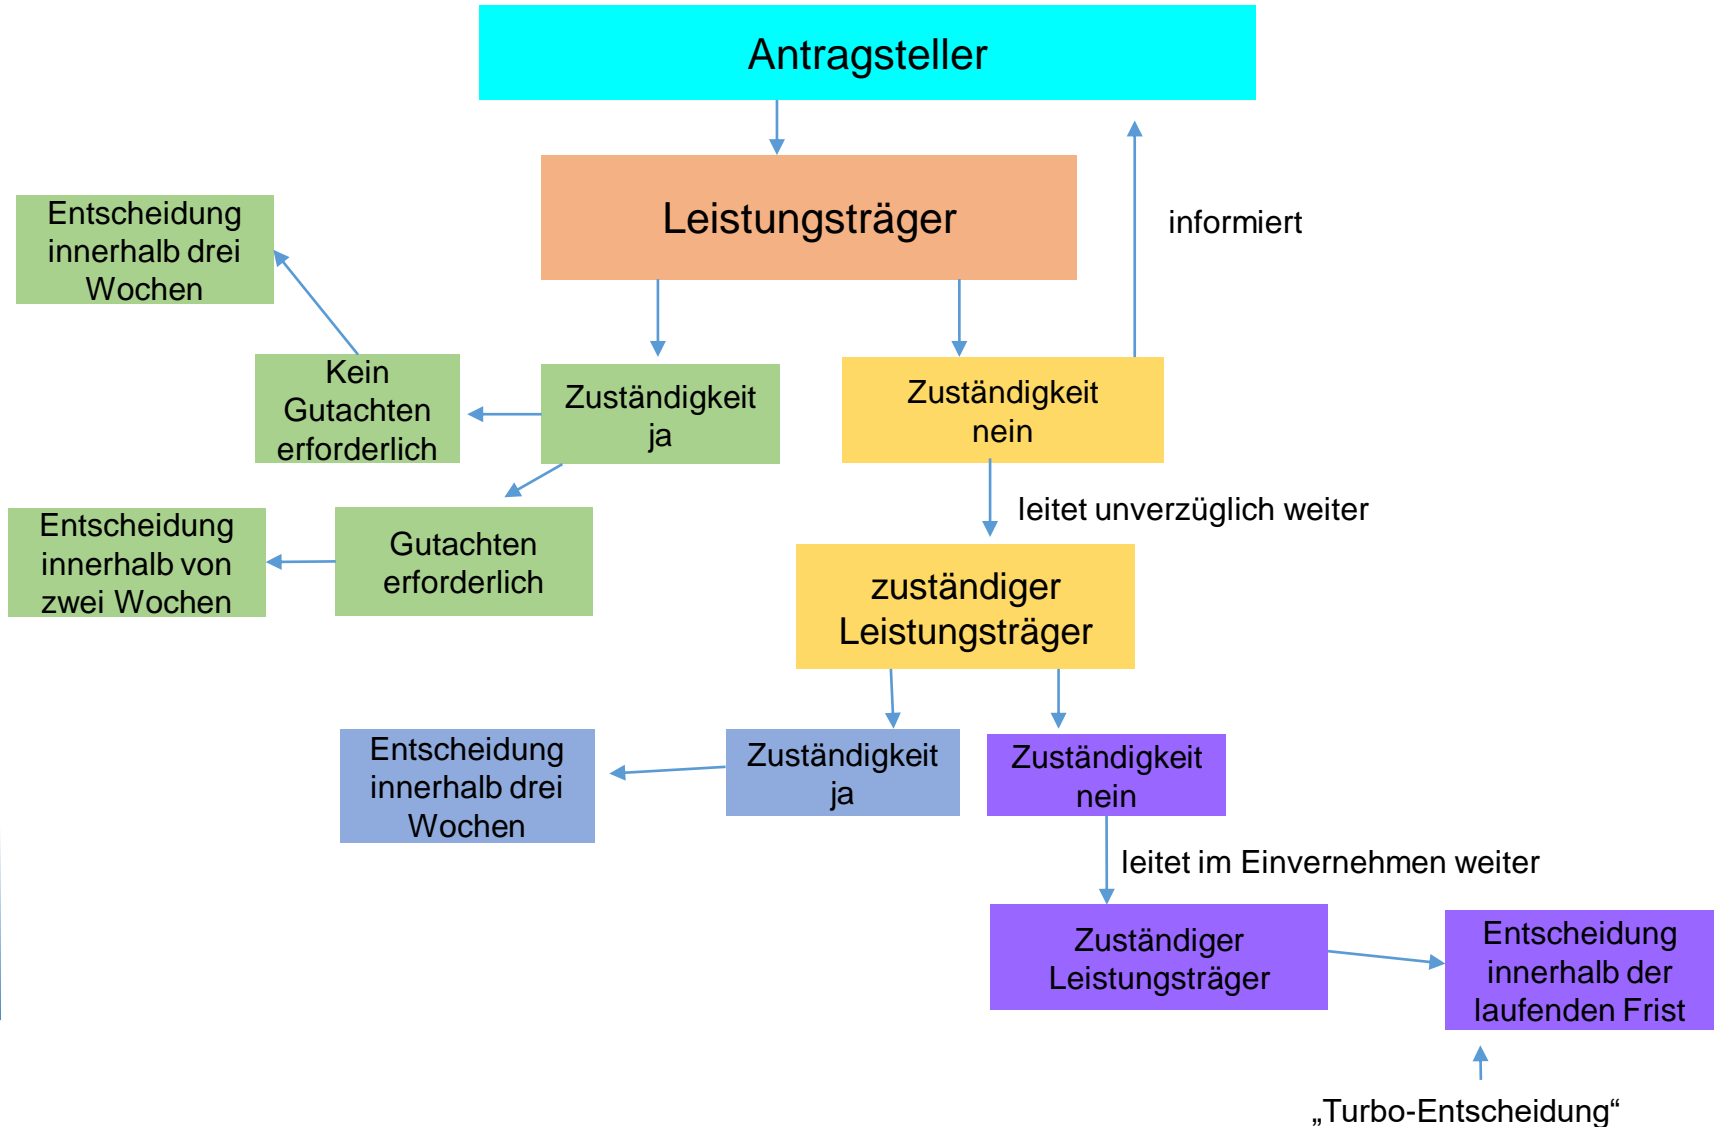 Antragsteller
Leistungsträger
informiert
Entscheidung
innerhalb drei
Wochen
Kein
Gutachten
erforderlich
Zuständigkeit
ja
Zuständigkeit
nein
leitet unverzüglich weiter
Entscheidung
innerhalb von
zwei Wochen
Gutachten
erforderlich
zuständiger
Leistungsträger
Entscheidung
innerhalb drei
Wochen
Zuständigkeit
ja
Zuständigkeit
nein
leitet im Einvernehmen weiter
Zuständiger
Leistungsträger
Entscheidung
innerhalb der
laufenden Frist
„Turbo-Entscheidung“